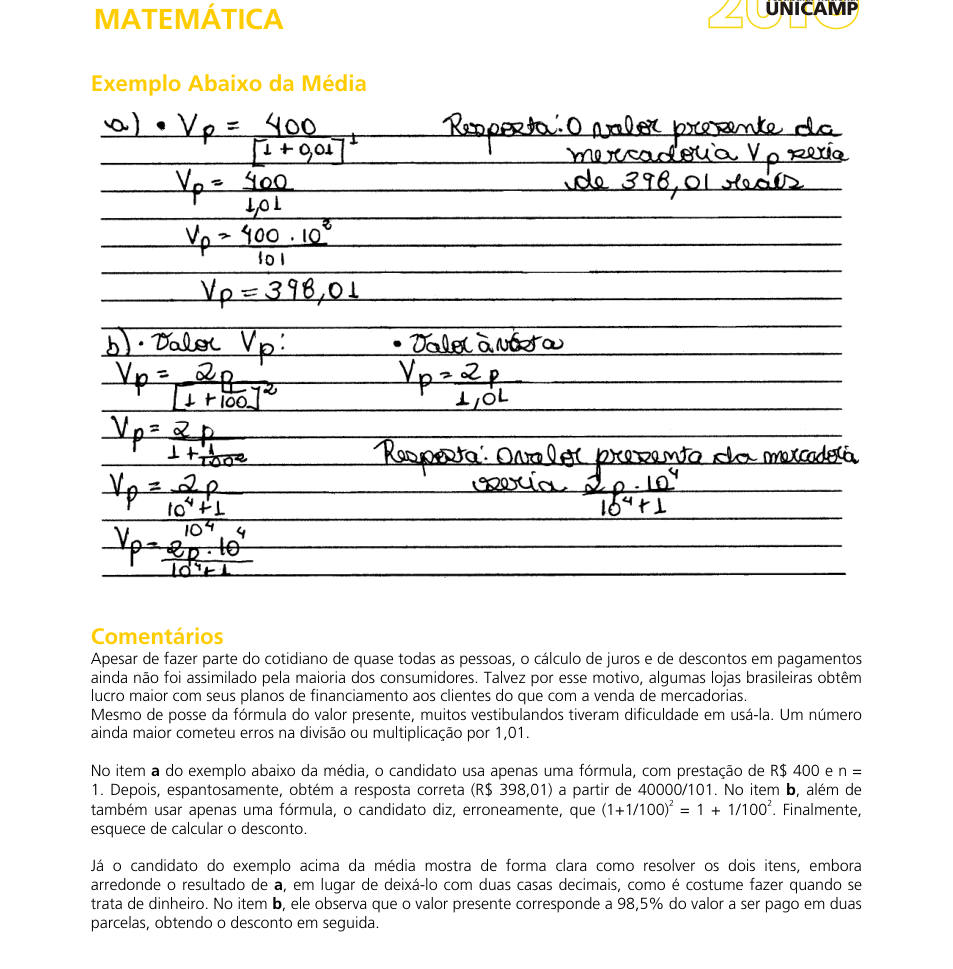 MATEMÁTICA
UNICAMP
Exemplo Abaixo da Média
a) • Vp = 400 / [1 + 0,01]¹
Resposta: O valor presente da
mercadoria Vp seria
de 398,01 reais
Vp = 400 / 1,01
Vp = 400 . 10² / 101
Vp = 398,01
b) • Valor Vp:
• Valor à vista
Vp = 2p / [1 + 1/100]²
Vp = 2p / 1,01
Vp = 2p / 1 + 1/100²
Resposta: O valor presenta da mercadoria
seria 2p . 10⁴ / 10⁴ + 1
Vp = 2p / 10⁴ + 1 / 10⁴
Vp = 2p . 10⁴ / 10⁴ + 1
Comentários
Apesar de fazer parte do cotidiano de quase todas as pessoas, o cálculo de juros e de descontos em pagamentos
ainda não foi assimilado pela maioria dos consumidores. Talvez por esse motivo, algumas lojas brasileiras obtêm
lucro maior com seus planos de financiamento aos clientes do que com a venda de mercadorias.
Mesmo de posse da fórmula do valor presente, muitos vestibulandos tiveram dificuldade em usá-la. Um número
ainda maior cometeu erros na divisão ou multiplicação por 1,01.
No item a do exemplo abaixo da média, o candidato usa apenas uma fórmula, com prestação de R$ 400 e n =
1. Depois, espantosamente, obtém a resposta correta (R$ 398,01) a partir de 40000/101. No item b, além de
também usar apenas uma fórmula, o candidato diz, erroneamente, que (1+1/100)² = 1 + 1/100². Finalmente,
esquece de calcular o desconto.
Já o candidato do exemplo acima da média mostra de forma clara como resolver os dois itens, embora
arredonde o resultado de a, em lugar de deixá-lo com duas casas decimais, como é costume fazer quando se
trata de dinheiro. No item b, ele observa que o valor presente corresponde a 98,5% do valor a ser pago em duas
parcelas, obtendo o desconto em seguida.